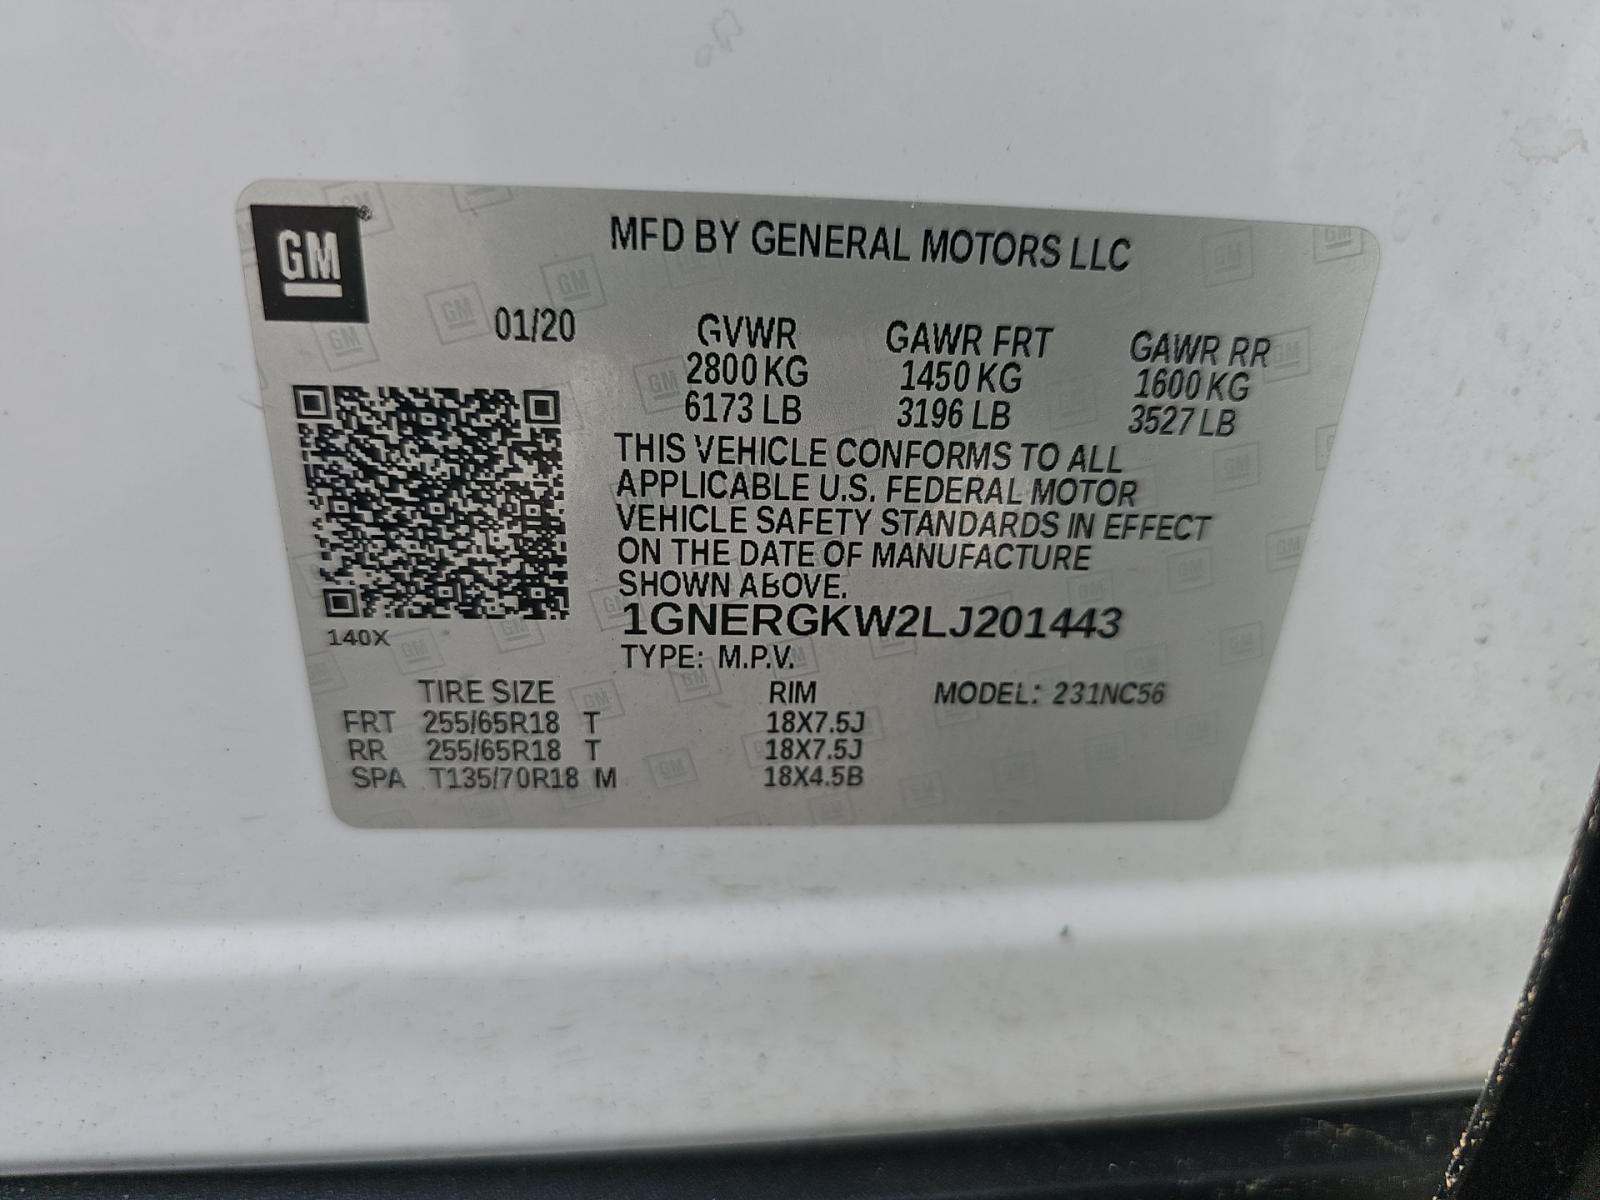 GM
MFD BY GENERAL MOTORS LLC
01/20 GVWR GAWR FRT GAWR RR
2800 KG 1450 KG 1600 KG
6173 LB 3196 LB 3527 LB
THIS VEHICLE CONFORMS TO ALL
APPLICABLE U.S. FEDERAL MOTOR
VEHICLE SAFETY STANDARDS IN EFFECT
ON THE DATE OF MANUFACTURE
SHOWN ABOVE.
1GNERGKW2LJ201443
140X
TYPE: M.P.V.
TIRE SIZE RIM MODEL: 231NC56
FRT 255/65R18 T 18X7.5J
RR 255/65R18 T 18X7.5J
SPA T135/70R18 M 18X4.5B